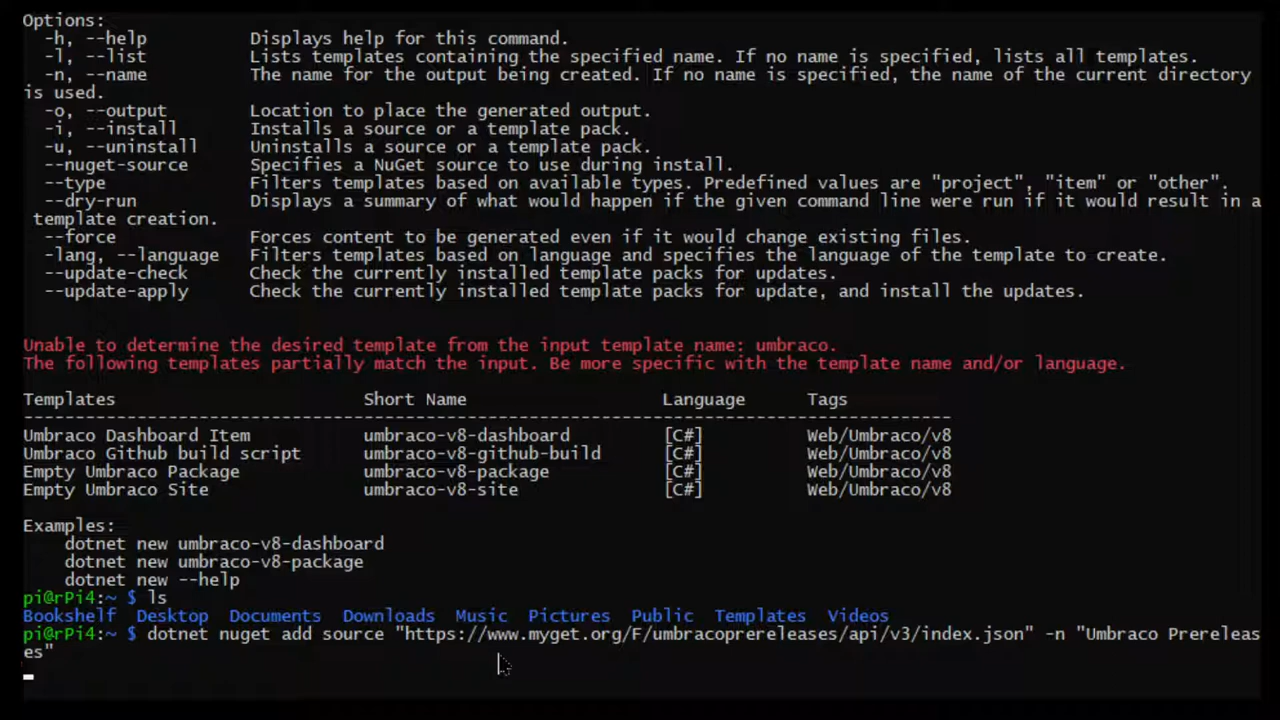 Options:
-h, --help Displays help for this command.
-l, --list Lists templates containing the specified name. If no name is specified, lists all templates.
-n, --name The name for the output being created. If no name is specified, the name of the current directory
is used.
-o, --output Location to place the generated output.
-i, --install Installs a source or a template pack.
-u, --uninstall Uninstalls a source or a template pack.
--nuget-source Specifies a NuGet source to use during install.
--type Filters templates based on available types. Predefined values are "project", "item" or "other".
--dry-run Displays a summary of what would happen if the given command line were run if it would result in a
template creation.
--force Forces content to be generated even if it would change existing files.
-lang, --language Filters templates based on language and specifies the language of the template to create.
--update-check Check the currently installed template packs for updates.
--update-apply Check the currently installed template packs for update, and install the updates.
Unable to determine the desired template from the input template name: umbraco.
The following templates partially match the input. Be more specific with the template name and/or language.
Templates Short Name Language Tags
-----------------------------------------------------------------------------------------
Umbraco Dashboard Item umbraco-v8-dashboard [C#] Web/Umbraco/v8
Umbraco Github build script umbraco-v8-github-build [C#] Web/Umbraco/v8
Empty Umbraco Package umbraco-v8-package [C#] Web/Umbraco/v8
Empty Umbraco Site umbraco-v8-site [C#] Web/Umbraco/v8
Examples:
dotnet new umbraco-v8-dashboard
dotnet new umbraco-v8-package
dotnet new --help
pi@rPi4:~ $ ls
Bookshelf Desktop Documents Downloads Music Pictures Public Templates Videos
pi@rPi4:~ $ dotnet nuget add source "https://www.myget.org/F/umbracoprereleases/api/v3/index.json" -n "Umbraco Prereleas
es"